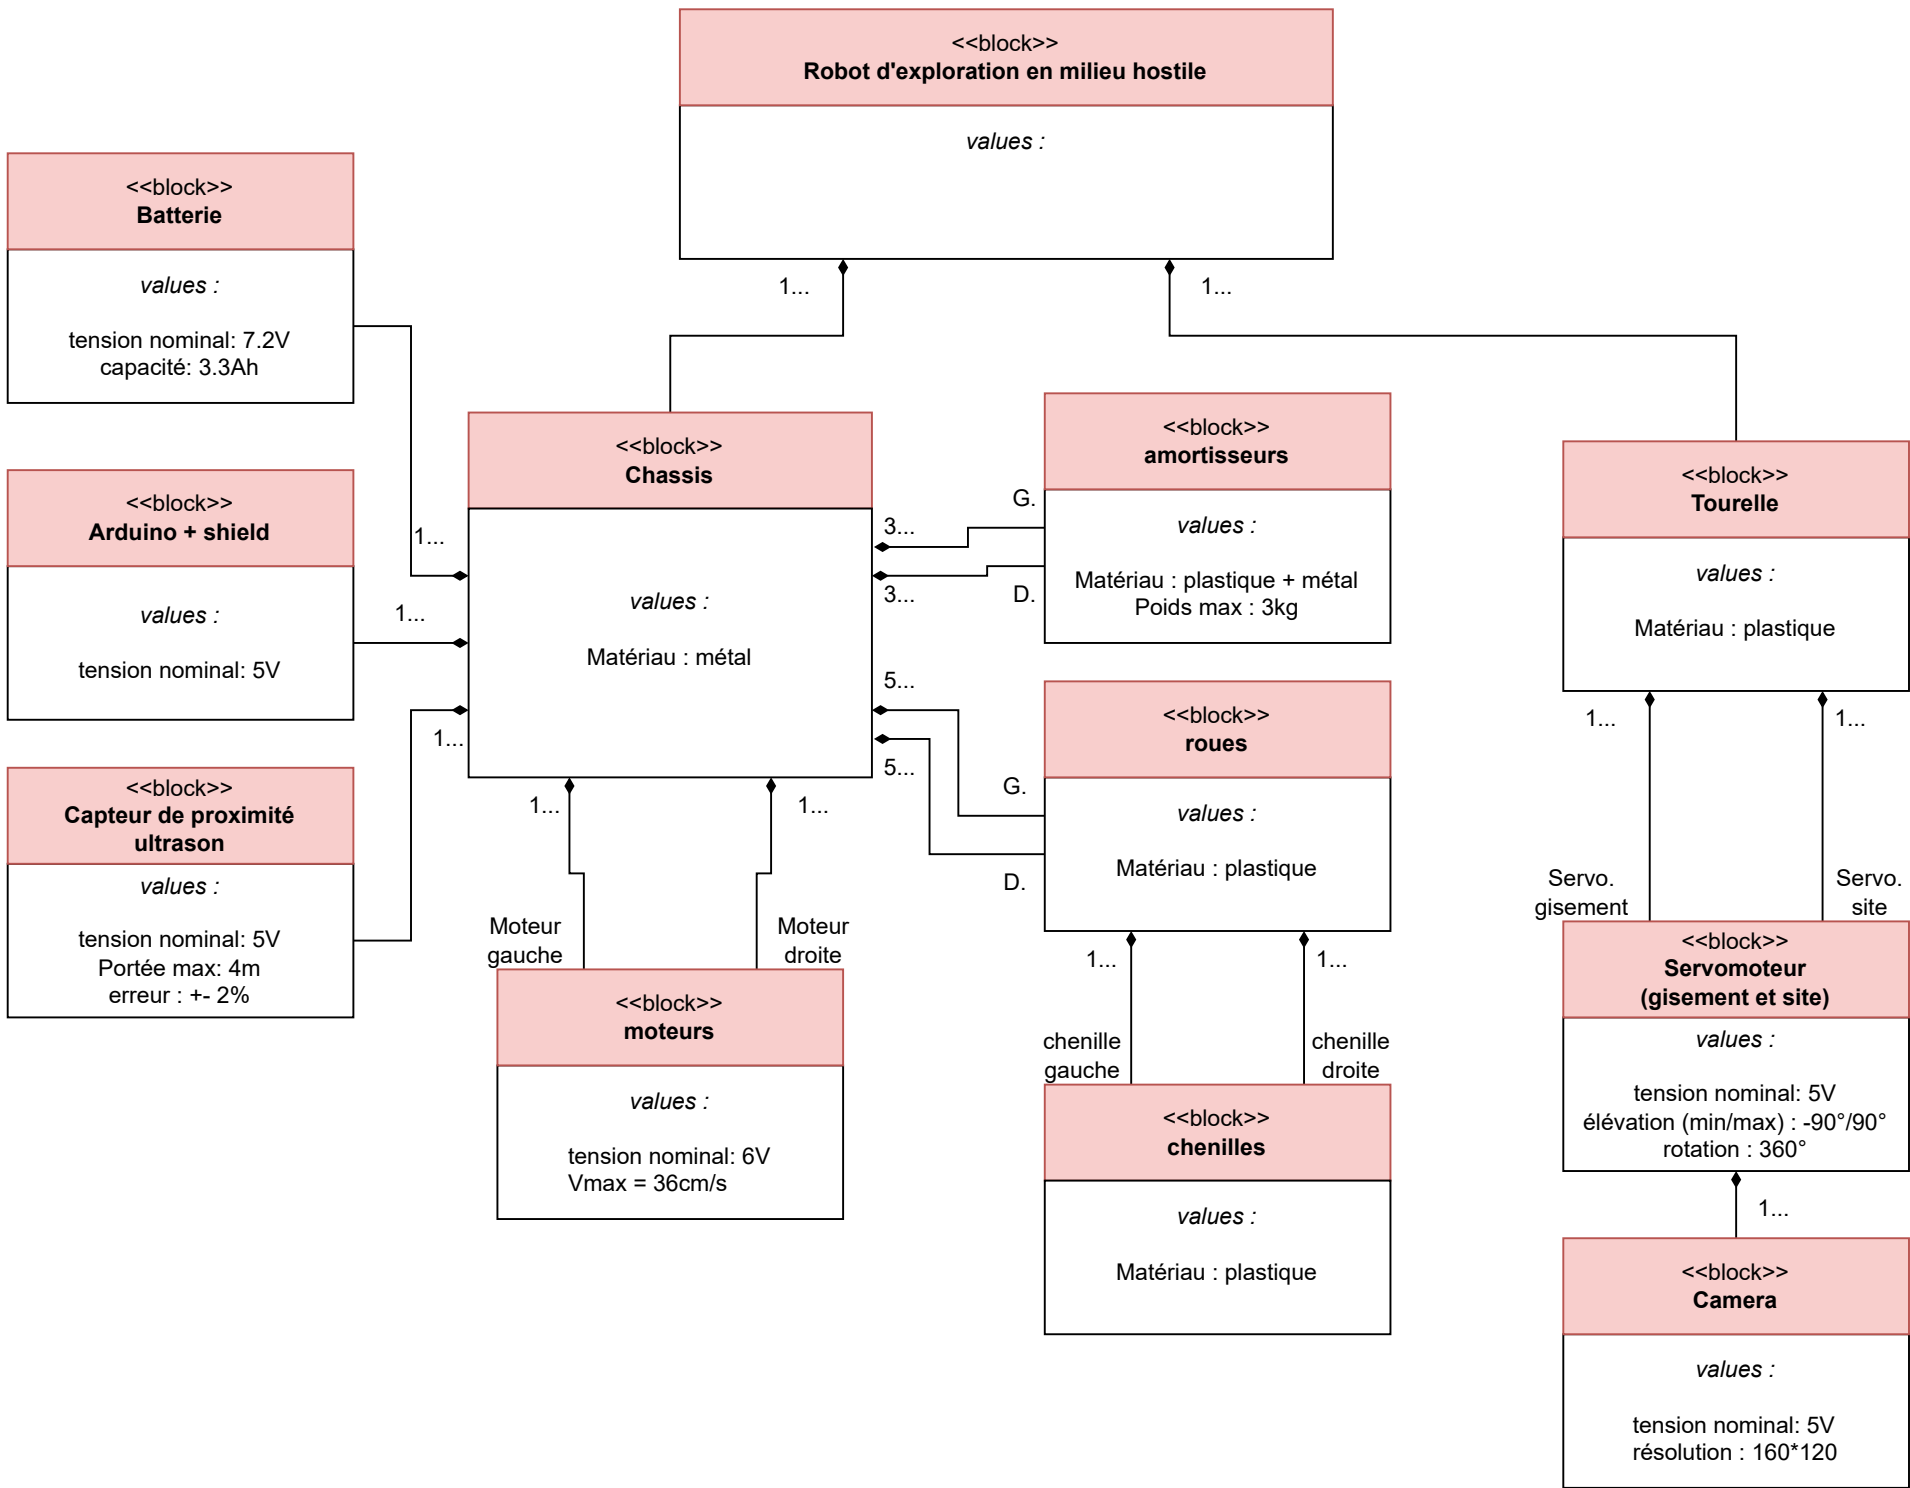 <<block>>
Robot d'exploration en milieu hostile
values :
1...
1...
<<block>>
Batterie
values :
tension nominal: 7.2V
capacité: 3.3Ah
1...
<<block>>
Arduino + shield
values :
tension nominal: 5V
1...
<<block>>
Capteur de proximité
ultrason
values :
tension nominal: 5V
Portée max: 4m
erreur : +- 2%
1...
<<block>>
Chassis
values :
Matériau : métal
1...
1...
Moteur
gauche
Moteur
droite
<<block>>
moteurs
values :
tension nominal: 6V
Vmax = 36cm/s
3...
G.
3...
D.
<<block>>
amortisseurs
values :
Matériau : plastique + métal
Poids max : 3kg
5...
5...
G.
D.
<<block>>
roues
values :
Matériau : plastique
1...
1...
chenille
gauche
chenille
droite
<<block>>
chenilles
values :
Matériau : plastique
<<block>>
Tourelle
values :
Matériau : plastique
1...
1...
Servo.
gisement
Servo.
site
<<block>>
Servomoteur
(gisement et site)
values :
tension nominal: 5V
élévation (min/max) : -90°/90°
rotation : 360°
1...
<<block>>
Camera
values :
tension nominal: 5V
résolution : 160*120